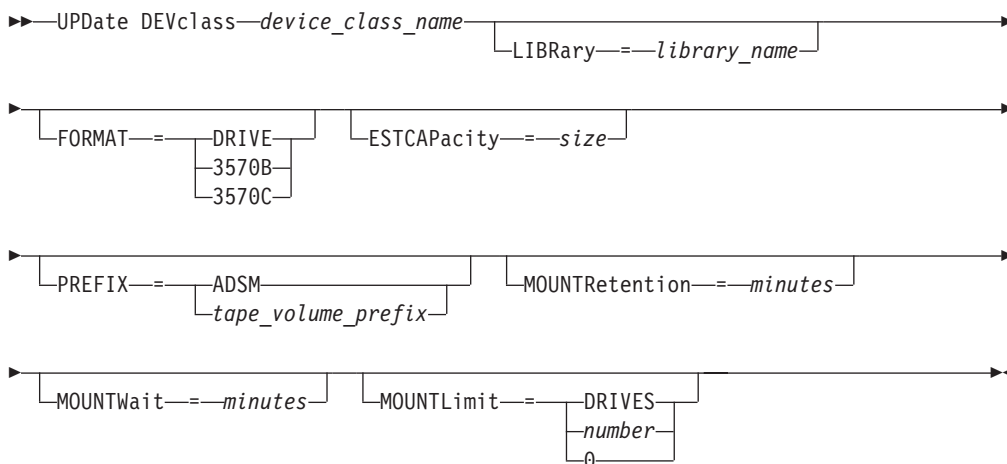 UPDate DEVclass device_class_name
LIBRary = library_name
FORMAT = DRIVE
3570B
3570C
ESTCAPacity = size
PREFIX = ADSM
tape_volume_prefix
MOUNTRetention = minutes
MOUNTWait = minutes
MOUNTLimit = DRIVES
number
0